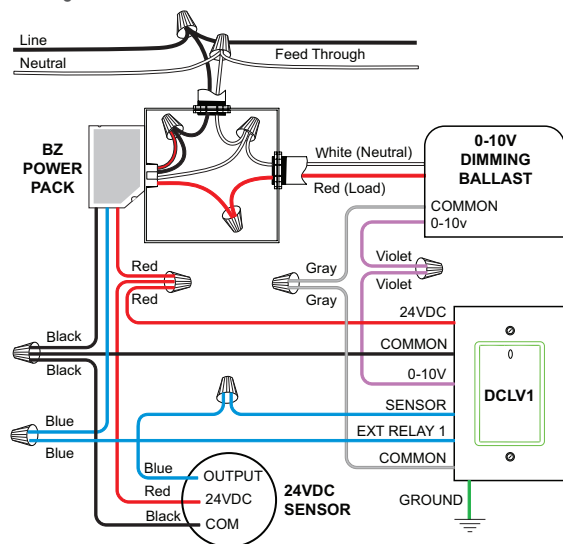 Line
Neutral
Feed Through
BZ
POWER
PACK
White (Neutral)
Red (Load)
0-10V
DIMMING
BALLAST
COMMON
0-10v
Red
Red
Gray
Gray
Violet
Violet
Black
Black
24VDC
COMMON
0-10V
SENSOR
EXT RELAY 1
COMMON
DCLV1
Blue
Blue
Blue
Red
Black
OUTPUT
24VDC
COM
24VDC
SENSOR
GROUND